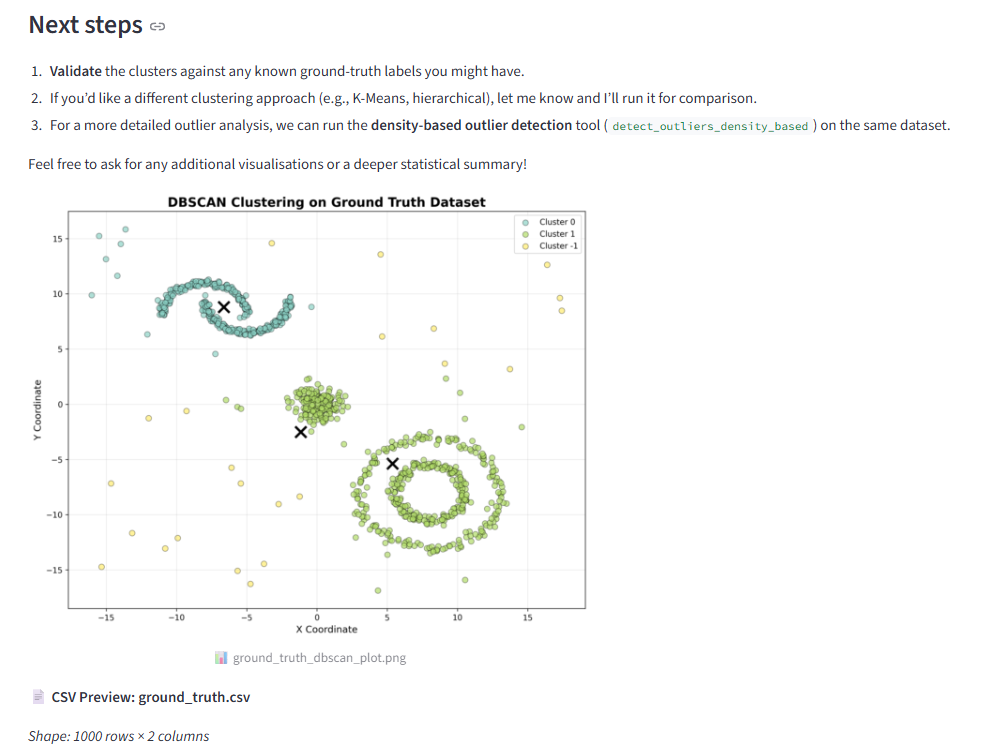 Next steps
1. Validate the clusters against any known ground-truth labels you might have.
2. If you’d like a different clustering approach (e.g., K-Means, hierarchical), let me know and I’ll run it for comparison.
3. For a more detailed outlier analysis, we can run the density-based outlier detection tool ( detect_outliers_density_based ) on the same dataset.
Feel free to ask for any additional visualisations or a deeper statistical summary!
DBSCAN Clustering on Ground Truth Dataset
Cluster 0
Cluster 1
Cluster -1
15
10
5
0
−5
−10
−15
Y Coordinate
−15 −10 −5 0 5 10 15
X Coordinate
ground_truth_dbscan_plot.png
CSV Preview: ground_truth.csv
Shape: 1000 rows × 2 columns